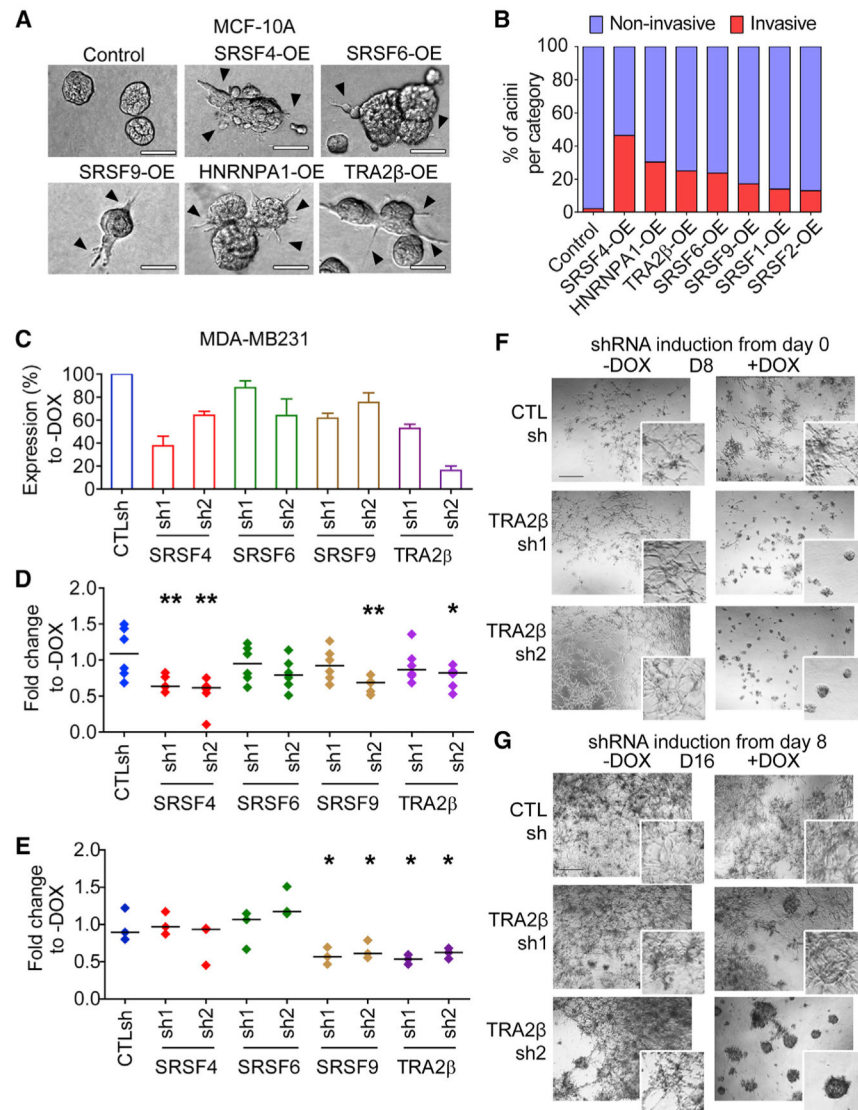 A
MCF-10A
Control
SRSF4-OE
SRSF6-OE
SRSF9-OE
HNRNPA1-OE
TRA2β-OE
B
Non-invasive
Invasive
% of acini
per category
100
80
60
40
20
0
Control
SRSF4-OE
HNRNPA1-OE
TRA2β-OE
SRSF6-OE
SRSF9-OE
SRSF1-OE
SRSF2-OE
C
MDA-MB231
Expression (%)
to -DOX
100
80
60
40
20
0
CTLsh
sh1
sh2
sh1
sh2
sh1
sh2
sh1
sh2
SRSF4
SRSF6
SRSF9
TRA2β
D
Fold change
to -DOX
2.0
1.5
1.0
0.5
0.0
** ** ** *
CTLsh
sh1
sh2
sh1
sh2
sh1
sh2
sh1
sh2
SRSF4
SRSF6
SRSF9
TRA2β
E
Fold change
to -DOX
2.0
1.5
1.0
0.5
0.0
* * * *
CTLsh
sh1
sh2
sh1
sh2
sh1
sh2
sh1
sh2
SRSF4
SRSF6
SRSF9
TRA2β
F
shRNA induction from day 0
-DOX D8 +DOX
CTL
sh
TRA2β
sh1
TRA2β
sh2
G
shRNA induction from day 8
-DOX D16 +DOX
CTL
sh
TRA2β
sh1
TRA2β
sh2